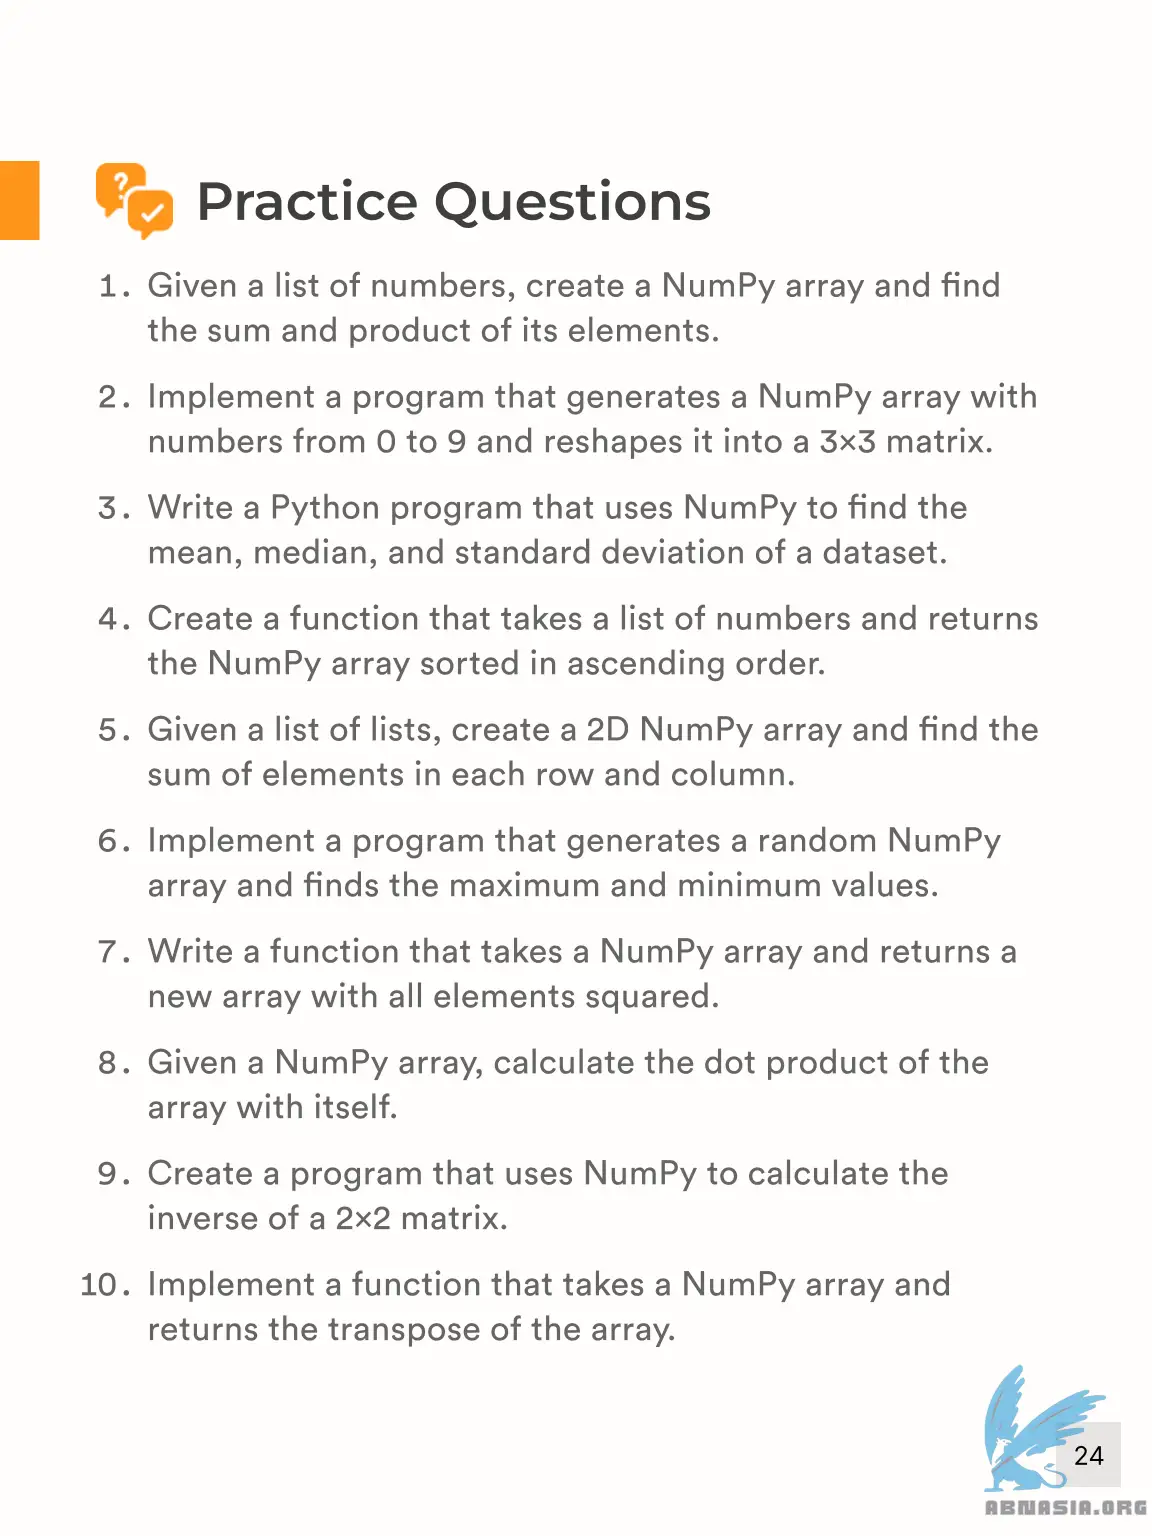 Practice Questions
1. Given a list of numbers, create a NumPy array and find
the sum and product of its elements.
2. Implement a program that generates a NumPy array with
numbers from 0 to 9 and reshapes it into a 3×3 matrix.
3. Write a Python program that uses NumPy to find the
mean, median, and standard deviation of a dataset.
4. Create a function that takes a list of numbers and returns
the NumPy array sorted in ascending order.
5. Given a list of lists, create a 2D NumPy array and find the
sum of elements in each row and column.
6. Implement a program that generates a random NumPy
array and finds the maximum and minimum values.
7. Write a function that takes a NumPy array and returns a
new array with all elements squared.
8. Given a NumPy array, calculate the dot product of the
array with itself.
9. Create a program that uses NumPy to calculate the
inverse of a 2×2 matrix.
10. Implement a function that takes a NumPy array and
returns the transpose of the array.
24
ABNASIA.ORG